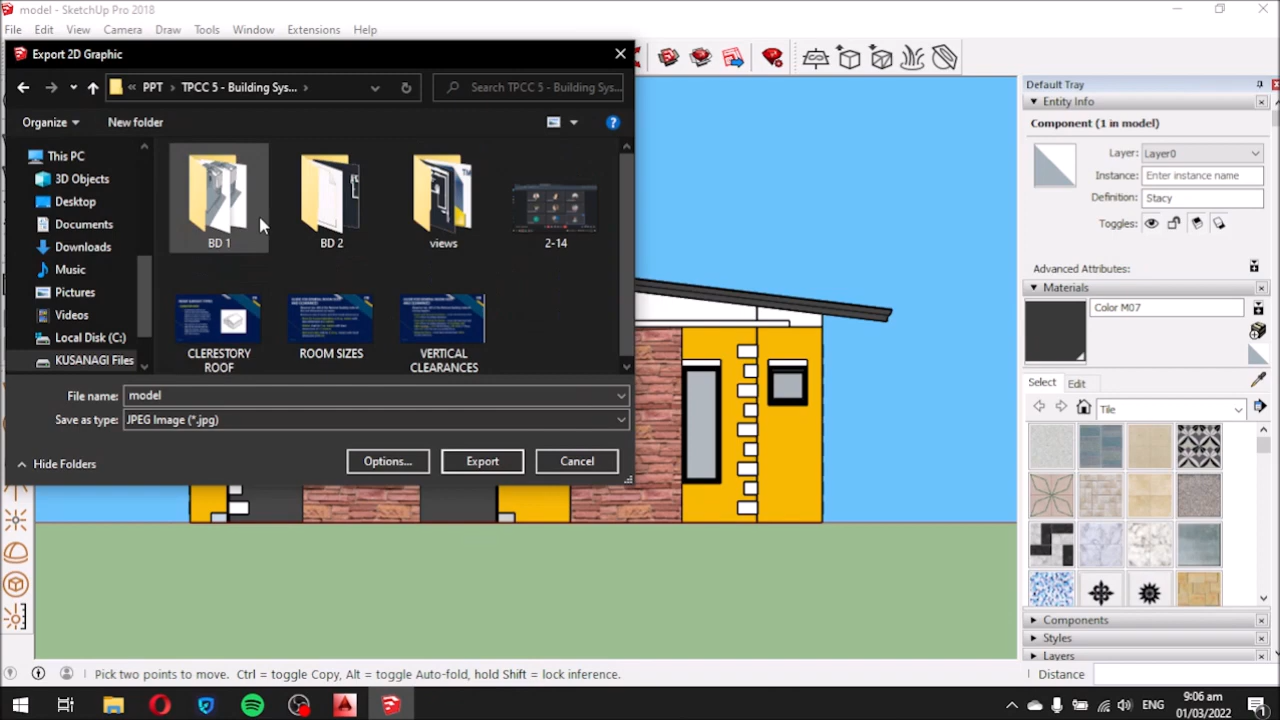 model - SketchUp Pro 2018
File Edit View Camera Draw Tools Window Extensions Help
Export 2D Graphic
« PPT › TPCC 5 - Building Sys... ›
Search TPCC 5 - Building Sys...
Organize
New folder
This PC
3D Objects
Desktop
Documents
Downloads
Music
Pictures
Videos
Local Disk (C:)
KUSANAGI Files
BD 1
BD 2
views
2-14
CLERESTORY
ROOF
ROOM SIZES
VERTICAL
CLEARANCES
File name: model
Save as type: JPEG Image (*.jpg)
Hide Folders
Options...
Export
Cancel
Default Tray
Entity Info
Component (1 in model)
Layer: Layer0
Instance: Enter instance name
Definition: Stacy
Toggles:
Advanced Attributes:
Materials
Color M07
Select Edit
Tile
Components
Styles
Layers
Pick two points to move. Ctrl = toggle Copy, Alt = toggle Auto-fold, hold Shift = lock inference.
Distance
ENG
9:06 am
01/03/2022
1